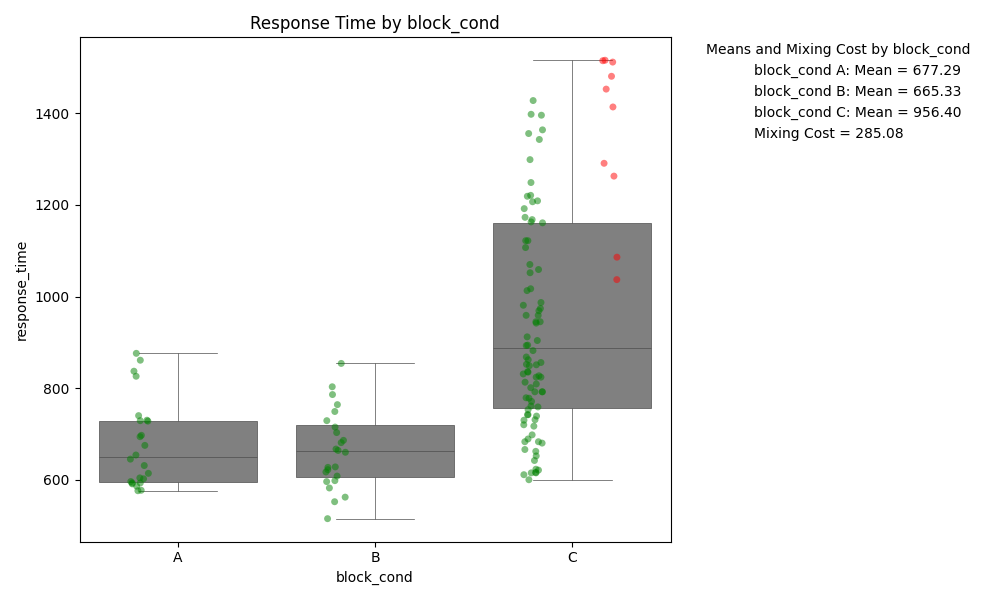 Response Time by block_cond
Means and Mixing Cost by block_cond
block_cond A: Mean = 677.29
block_cond B: Mean = 665.33
block_cond C: Mean = 956.40
Mixing Cost = 285.08
response_time
1400
1200
1000
800
600
A
B
C
block_cond